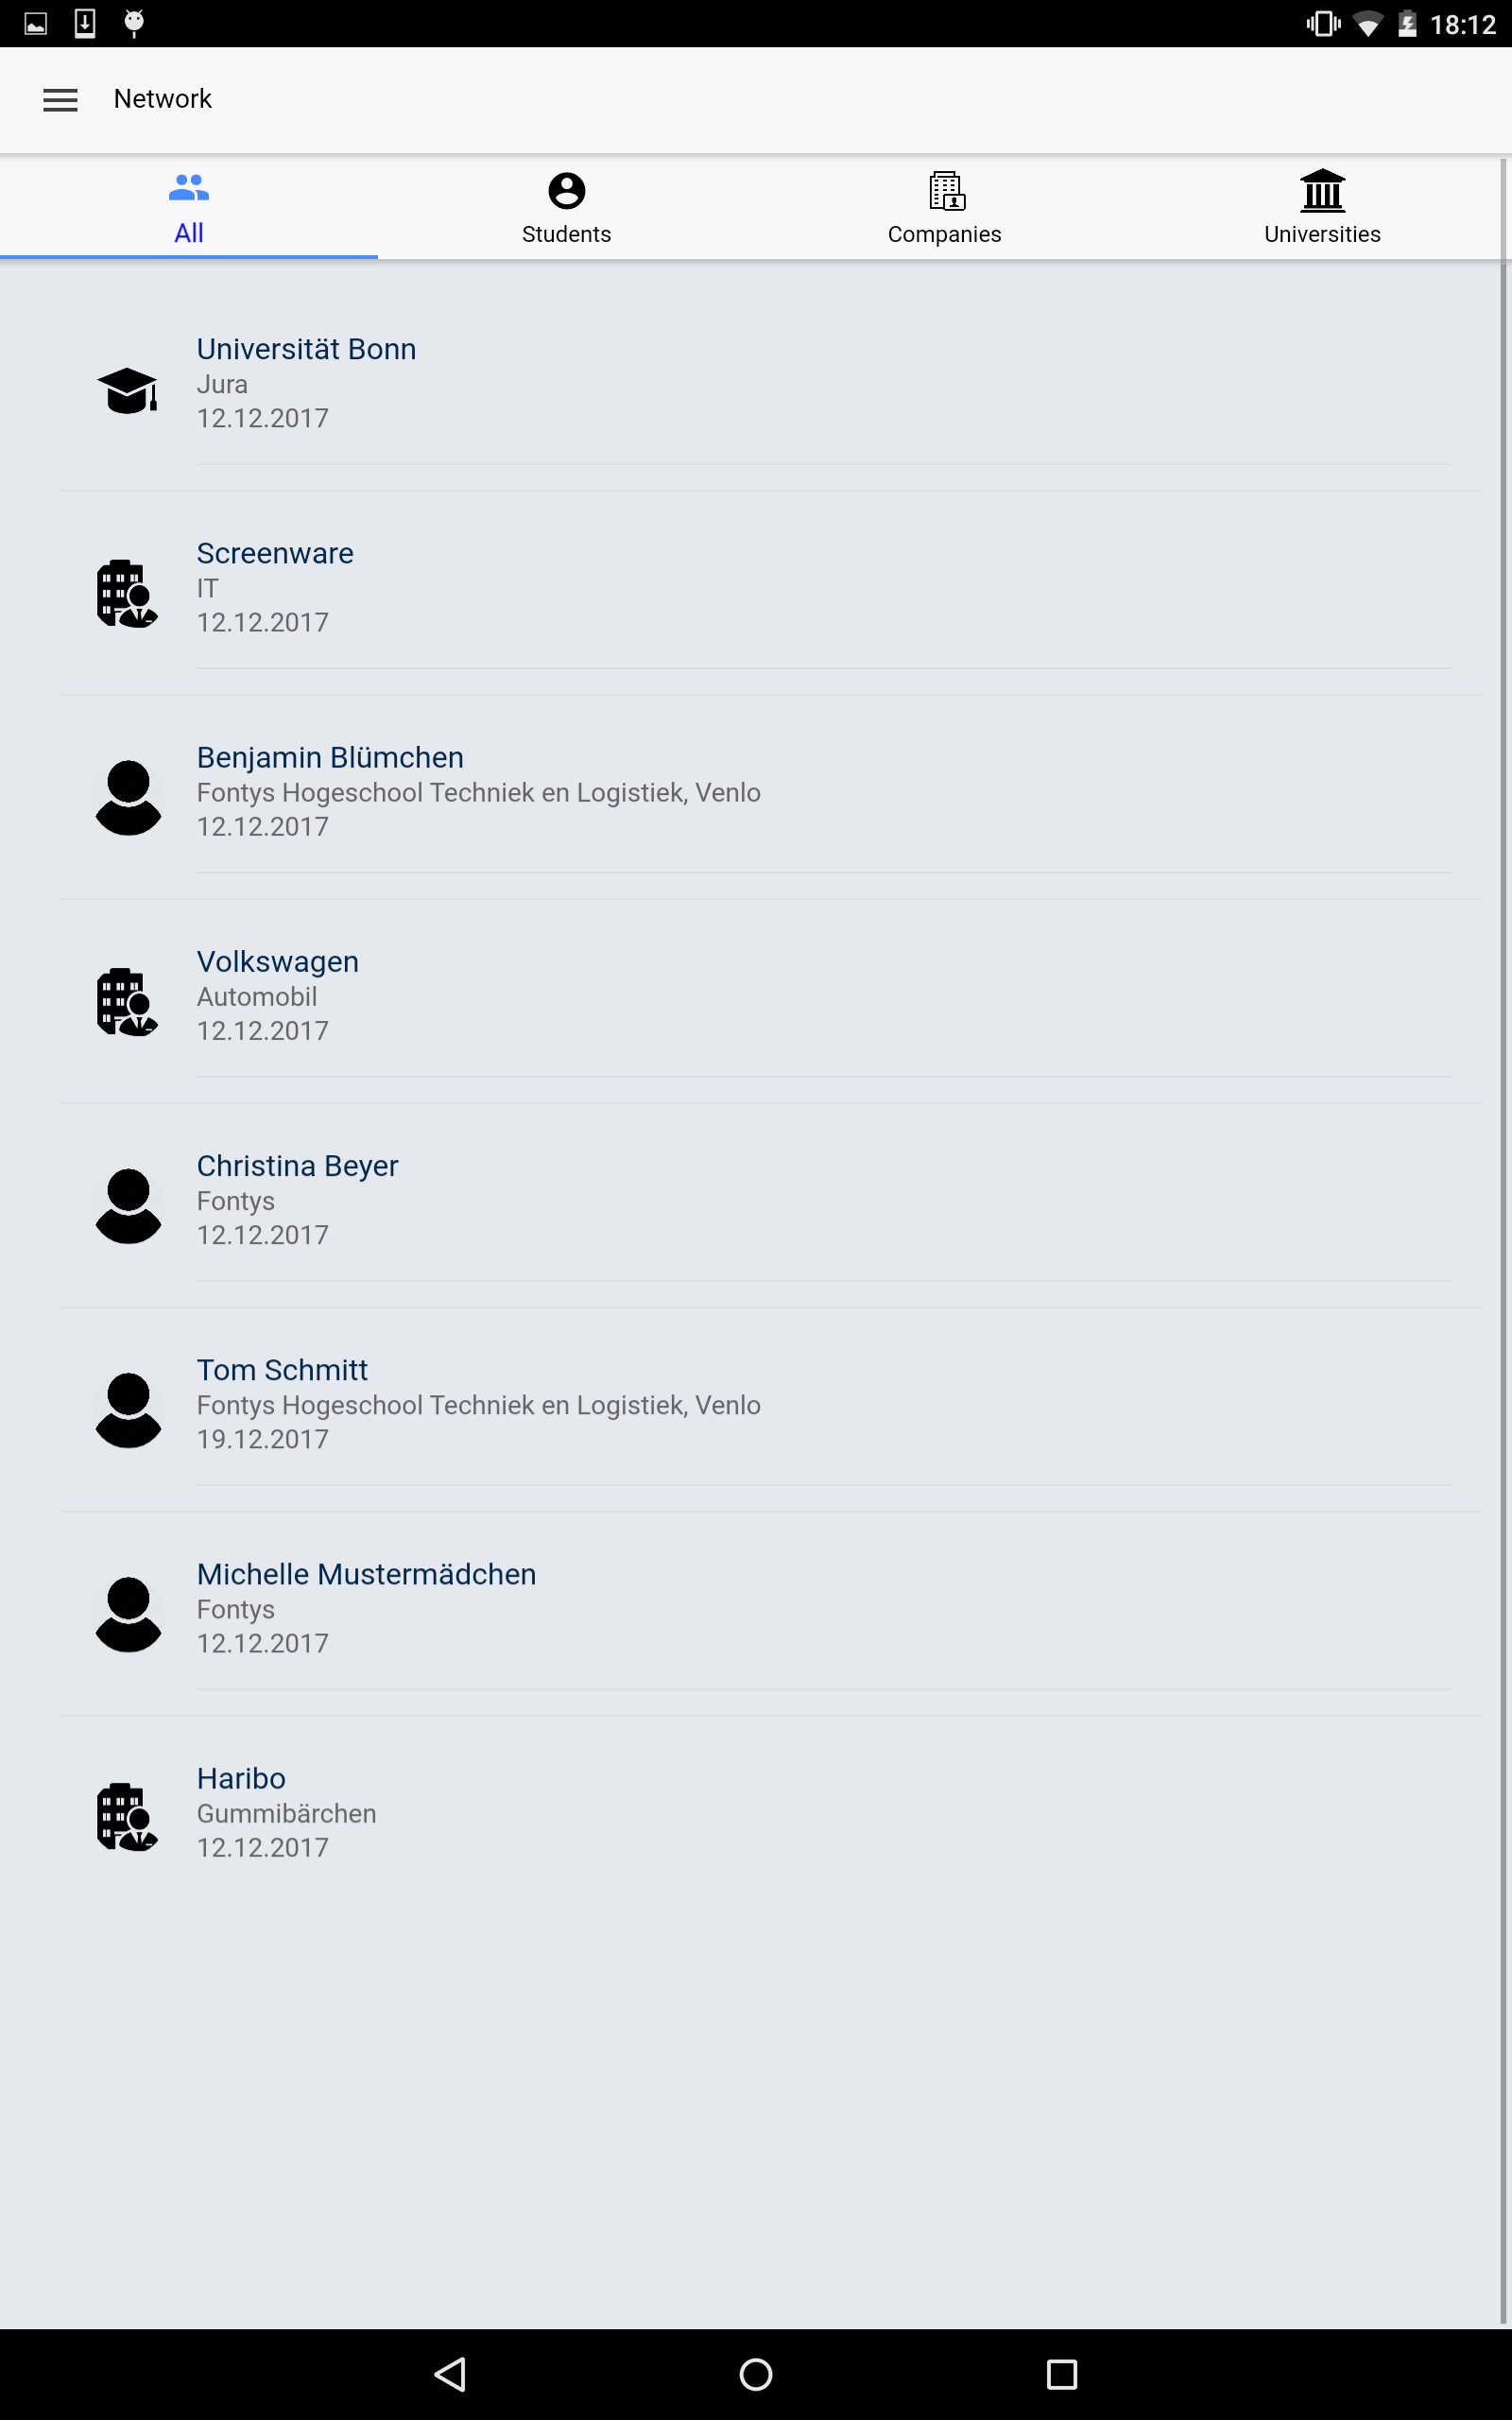 18:12
Network
All
Students
Companies
Universities
Universität Bonn
Jura
12.12.2017
Screenware
IT
12.12.2017
Benjamin Blümchen
Fontys Hogeschool Techniek en Logistiek, Venlo
12.12.2017
Volkswagen
Automobil
12.12.2017
Christina Beyer
Fontys
12.12.2017
Tom Schmitt
Fontys Hogeschool Techniek en Logistiek, Venlo
19.12.2017
Michelle Mustermädchen
Fontys
12.12.2017
Haribo
Gummibärchen
12.12.2017